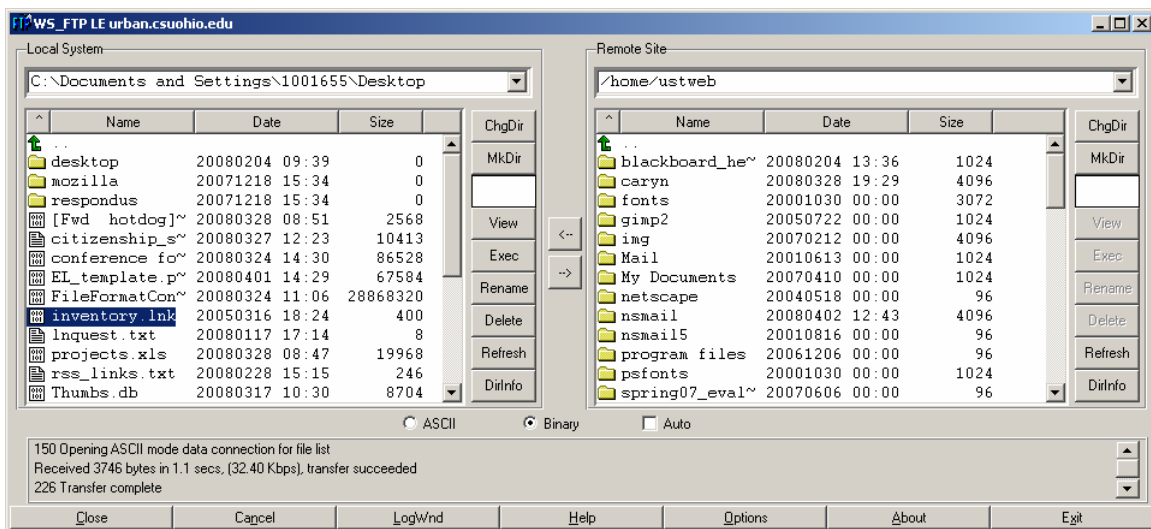 WS_FTP LE urban.csuohio.edu
Local System
C:\Documents and Settings\1001655\Desktop
^ Name Date Size
..
desktop 20080204 09:39 0
mozilla 20071218 15:34 0
respondus 20071218 15:34 0
[Fwd hotdog]~ 20080328 08:51 2568
citizenship_s~ 20080327 12:23 10413
conference fo~ 20080324 14:30 86528
EL_template.p~ 20080401 14:29 67584
FileFormatCon~ 20080324 11:06 28868320
inventory.lnk 20050316 18:24 400
lnquest.txt 20080117 17:14 8
projects.xls 20080328 08:47 19968
rss_links.txt 20080228 15:15 246
Thumbs.db 20080317 10:30 8704
ChgDir
MkDir
View
Exec
Rename
Delete
Refresh
DirInfo
<--
-->
Remote Site
/home/ustweb
^ Name Date Size
..
blackboard_he~ 20080204 13:36 1024
caryn 20080328 19:29 4096
fonts 20001030 00:00 3072
gimp2 20050722 00:00 1024
img 20070212 00:00 4096
Mail 20010613 00:00 1024
My Documents 20070410 00:00 1024
netscape 20040518 00:00 96
nsmail 20080402 12:43 4096
nsmail5 20010816 00:00 96
program files 20061206 00:00 96
psfonts 20001030 00:00 1024
spring07_eval~ 20070606 00:00 96
ChgDir
MkDir
View
Exec
Rename
Delete
Refresh
DirInfo
ASCII Binary Auto
150 Opening ASCII mode data connection for file list
Received 3746 bytes in 1.1 secs, (32.40 Kbps), transfer succeeded
226 Transfer complete
Close Cancel LogWnd Help Options About Exit